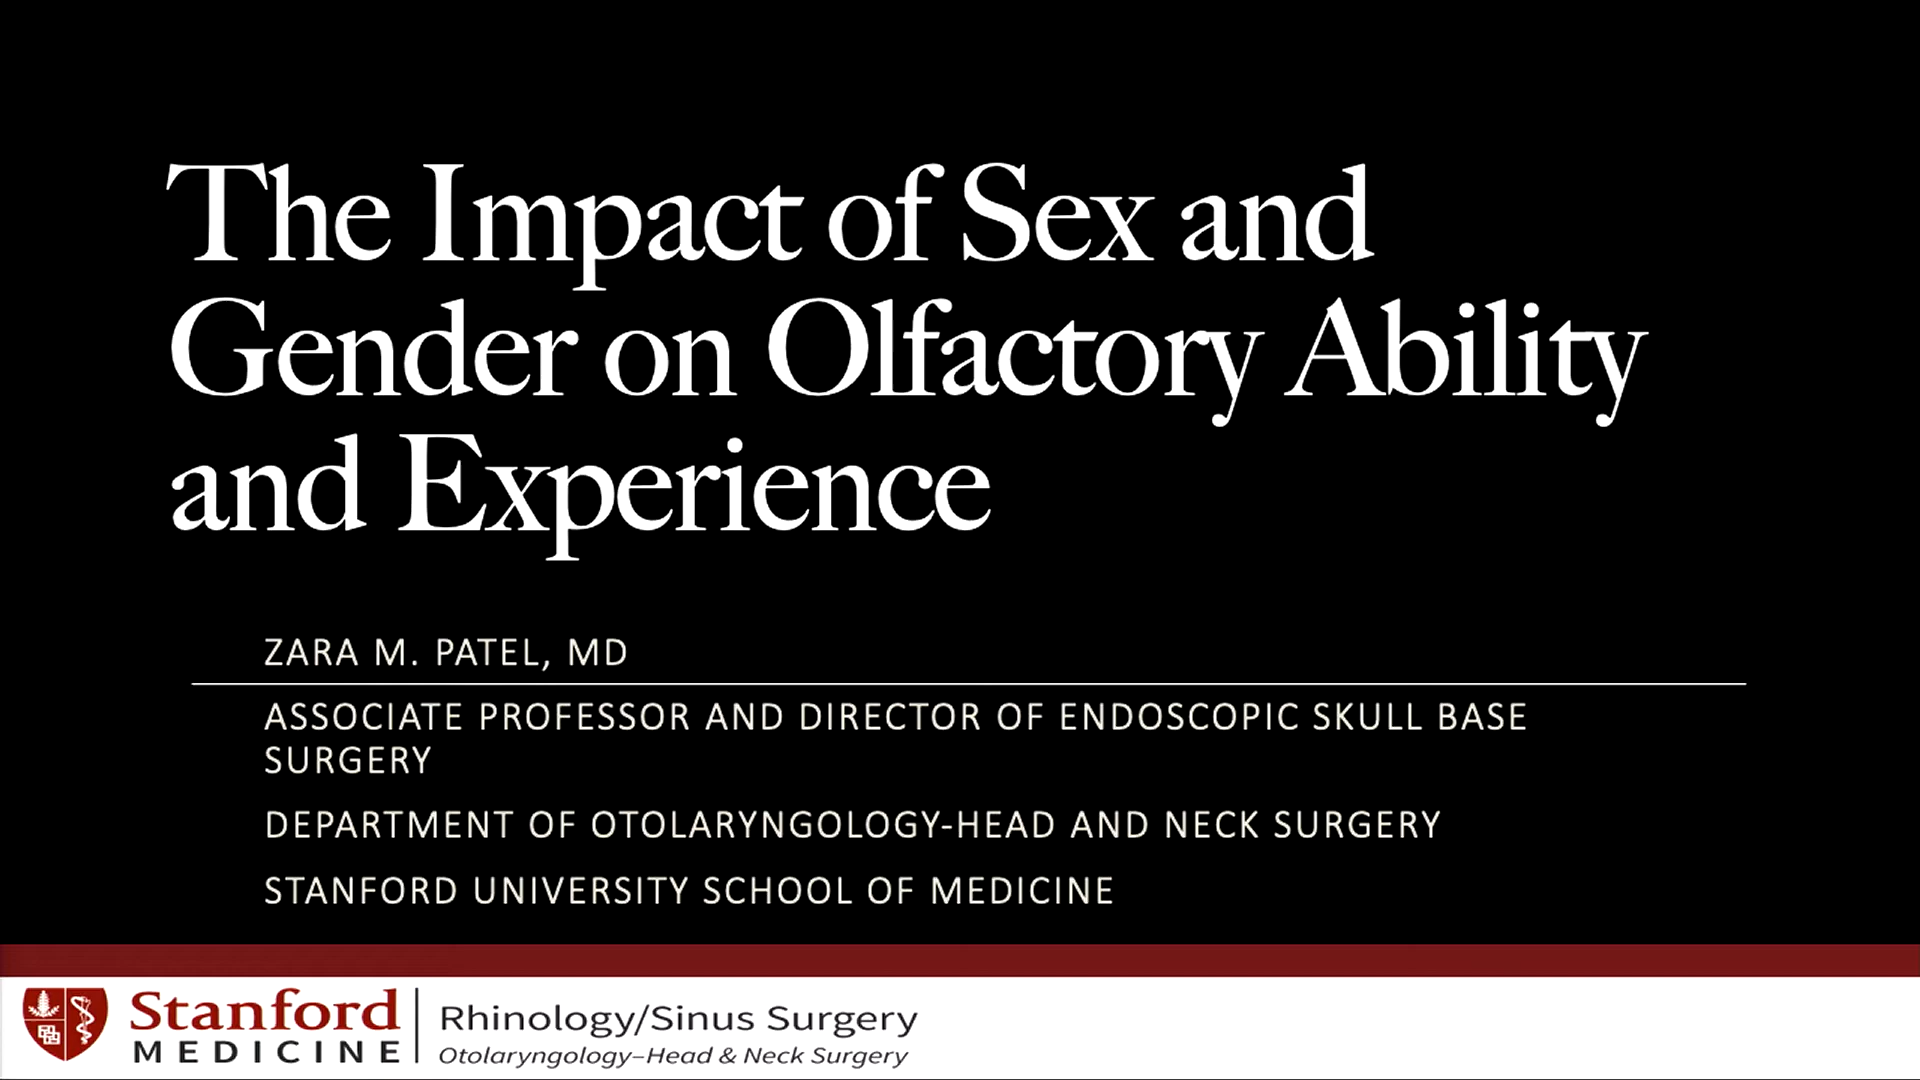 The Impact of Sex and
Gender on Olfactory Ability
and Experience
ZARA M. PATEL, MD
ASSOCIATE PROFESSOR AND DIRECTOR OF ENDOSCOPIC SKULL BASE
SURGERY
DEPARTMENT OF OTOLARYNGOLOGY-HEAD AND NECK SURGERY
STANFORD UNIVERSITY SCHOOL OF MEDICINE
Stanford
MEDICINE
Rhinology/Sinus Surgery
Otolaryngology–Head & Neck Surgery